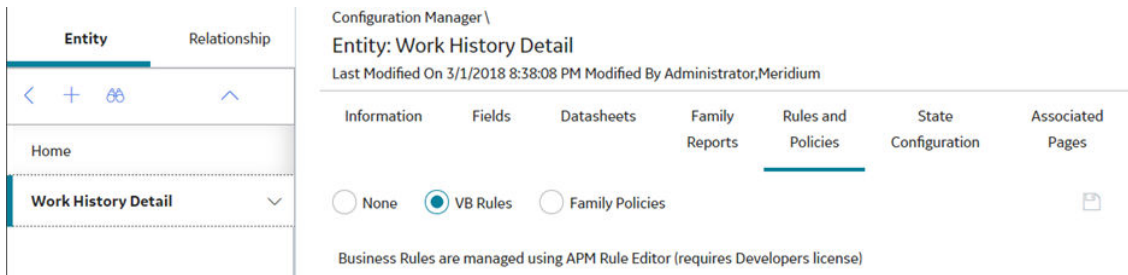 Entity Relationship
Home
Work History Detail
Configuration Manager\
Entity: Work History Detail
Last Modified On 3/1/2018 8:38:08 PM Modified By Administrator,Meridium
Information Fields Datasheets Family Reports Rules and Policies State Configuration Associated Pages
None VB Rules Family Policies
Business Rules are managed using APM Rule Editor (requires Developers license)